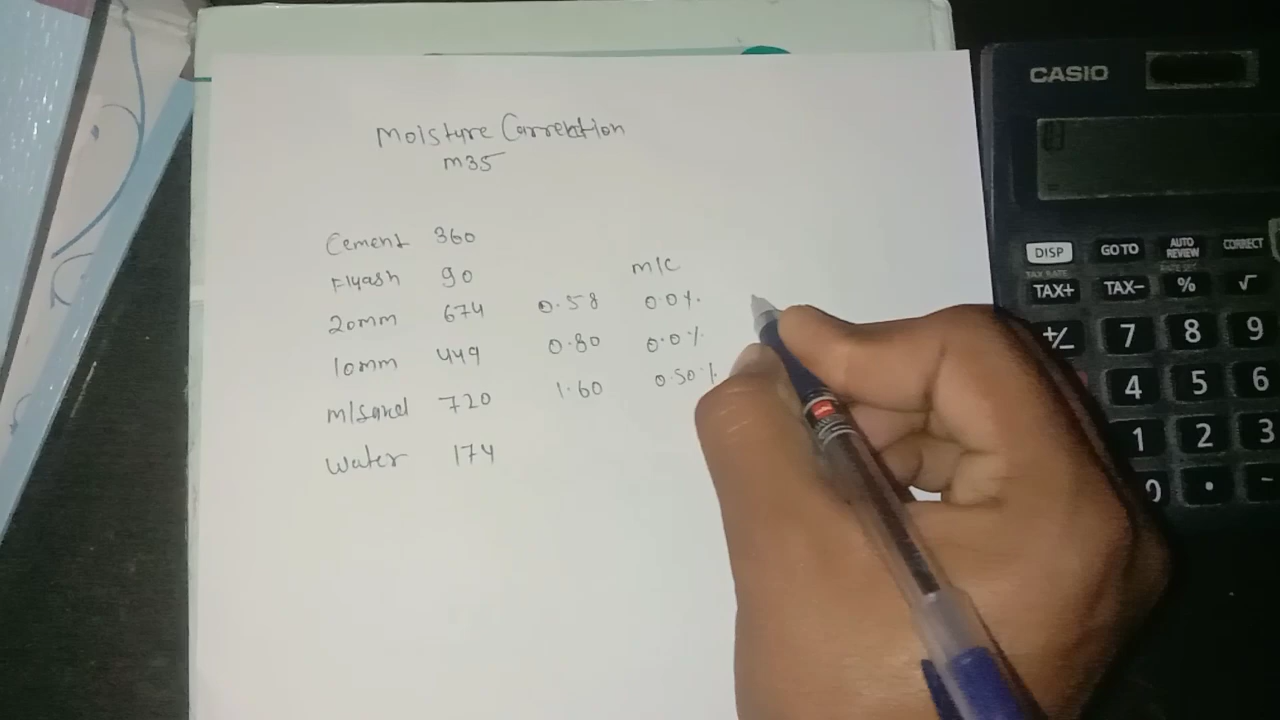 Moisture Correction
M35
Cement 360
Flyash 90 m/c
20mm 674 0.58 0.0%
10mm 449 0.80 0.0%
M/Sand 720 1.60 0.50%
Water 174
CASIO
DISP GO TO AUTO REVIEW CORRECT
TAX RATE
TAX+ TAX- % √
+/- 7 8 9
4 5 6
1 2 3
0 . -